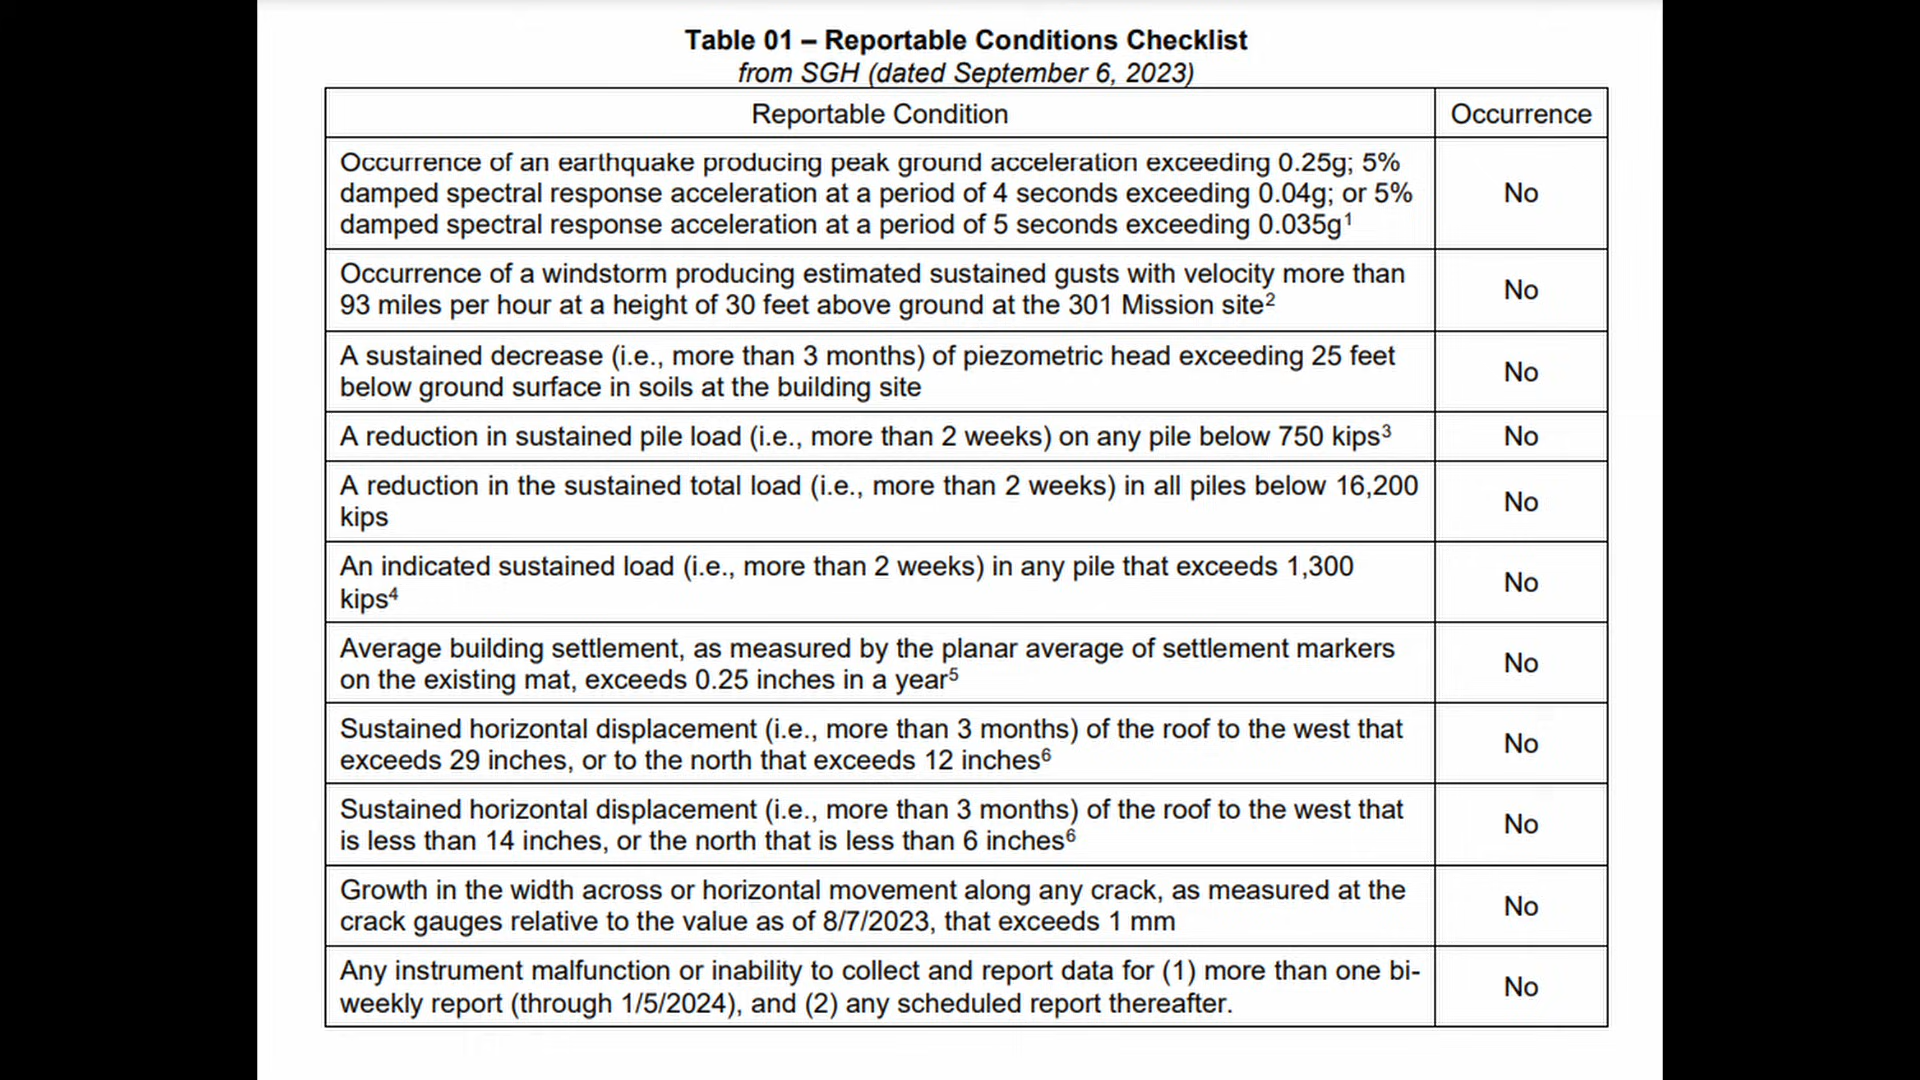 Table 01 – Reportable Conditions Checklist
from SGH (dated September 6, 2023)
Reportable Condition Occurrence
Occurrence of an earthquake producing peak ground acceleration exceeding 0.25g; 5%
damped spectral response acceleration at a period of 4 seconds exceeding 0.04g; or 5%
damped spectral response acceleration at a period of 5 seconds exceeding 0.035g¹
No
Occurrence of a windstorm producing estimated sustained gusts with velocity more than
93 miles per hour at a height of 30 feet above ground at the 301 Mission site²
No
A sustained decrease (i.e., more than 3 months) of piezometric head exceeding 25 feet
below ground surface in soils at the building site
No
A reduction in sustained pile load (i.e., more than 2 weeks) on any pile below 750 kips³
No
A reduction in the sustained total load (i.e., more than 2 weeks) in all piles below 16,200
kips
No
An indicated sustained load (i.e., more than 2 weeks) in any pile that exceeds 1,300
kips⁴
No
Average building settlement, as measured by the planar average of settlement markers
on the existing mat, exceeds 0.25 inches in a year⁵
No
Sustained horizontal displacement (i.e., more than 3 months) of the roof to the west that
exceeds 29 inches, or to the north that exceeds 12 inches⁶
No
Sustained horizontal displacement (i.e., more than 3 months) of the roof to the west that
is less than 14 inches, or the north that is less than 6 inches⁶
No
Growth in the width across or horizontal movement along any crack, as measured at the
crack gauges relative to the value as of 8/7/2023, that exceeds 1 mm
No
Any instrument malfunction or inability to collect and report data for (1) more than one bi-
weekly report (through 1/5/2024), and (2) any scheduled report thereafter.
No